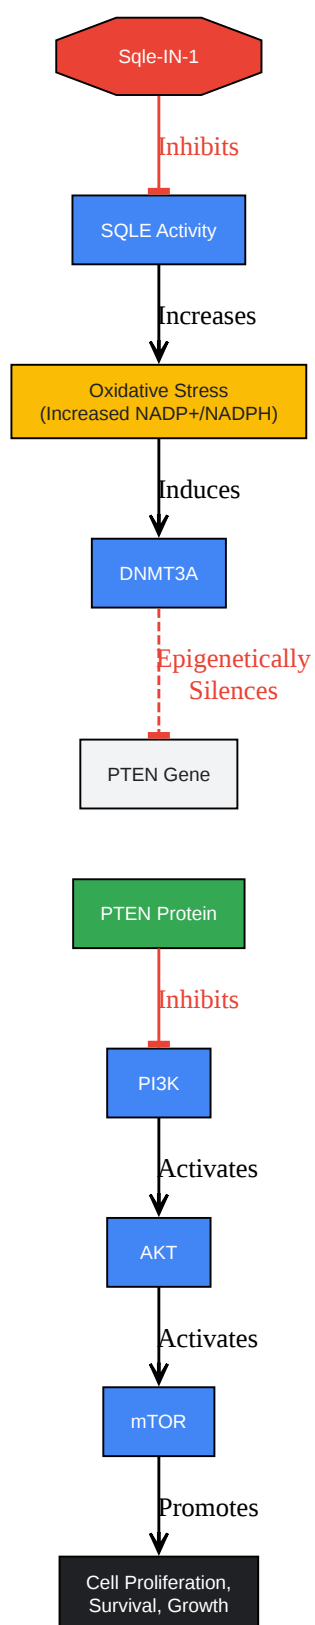 Sqle-IN-1
Inhibits
SQLE Activity
Increases
Oxidative Stress
(Increased NADP+/NADPH)
Induces
DNMT3A
Epigenetically
Silences
PTEN Gene
PTEN Protein
Inhibits
PI3K
Activates
AKT
Activates
mTOR
Promotes
Cell Proliferation,
Survival, Growth